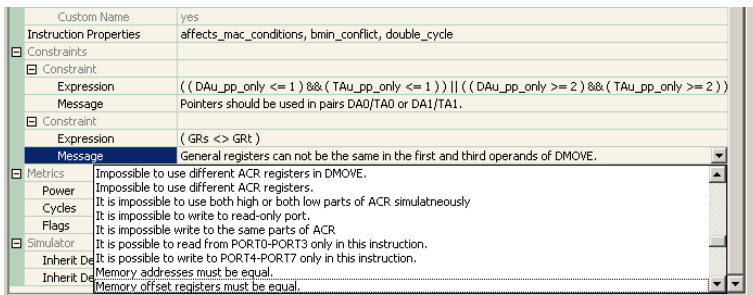 Custom Name yes
Instruction Properties affects_mac_conditions, bmin_conflict, double_cycle
Constraints
Constraint
Expression ( ( DAu_pp_only <= 1 ) && ( TAu_pp_only <= 1 ) ) || ( ( DAu_pp_only >= 2 ) && ( TAu_pp_only >= 2 ) )
Message Pointers should be used in pairs DA0/TA0 or DA1/TA1.
Constraint
Expression ( GRs <> GRt )
Message General registers can not be the same in the first and third operands of DMOVE.
Metrics Impossible to use different ACR registers in DMOVE.
Power Impossible to use different ACR registers.
Cycles It is impossible to use both high or both low parts of ACR simulatneously
It is impossible to write to read-only port.
Flags It is impossible write to the same parts of ACR
Simulator It is possible to read from PORT0-PORT3 only in this instruction.
Inherit De It is possible to write to PORT4-PORT7 only in this instruction.
Memory addresses must be equal.
Inherit De Memory offset registers must be equal.